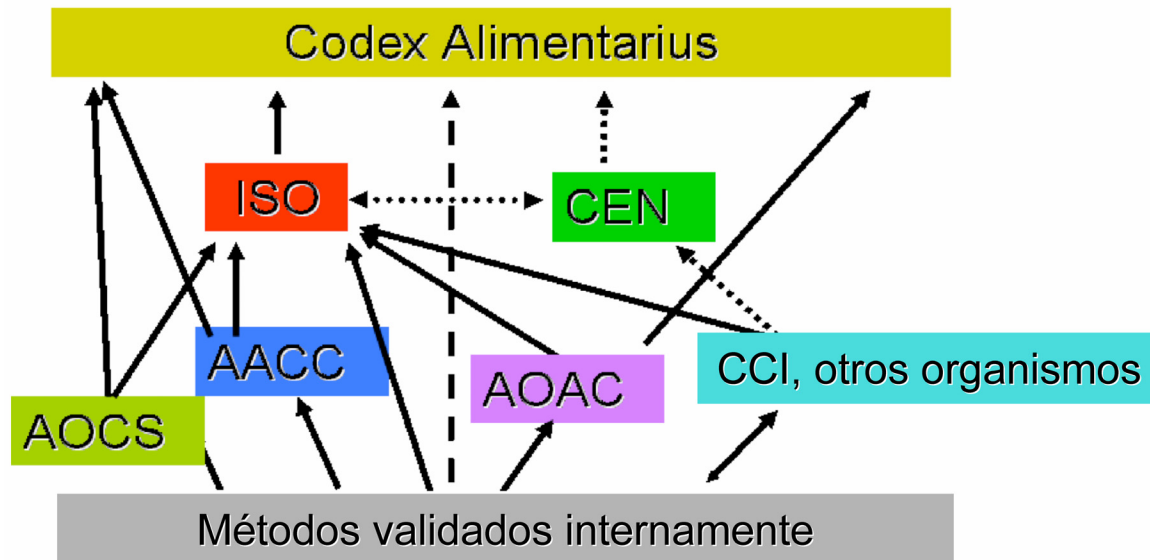 Codex Alimentarius
ISO
CEN
AACC
AOAC
CCI, otros organismos
AOCS
Métodos validados internamente